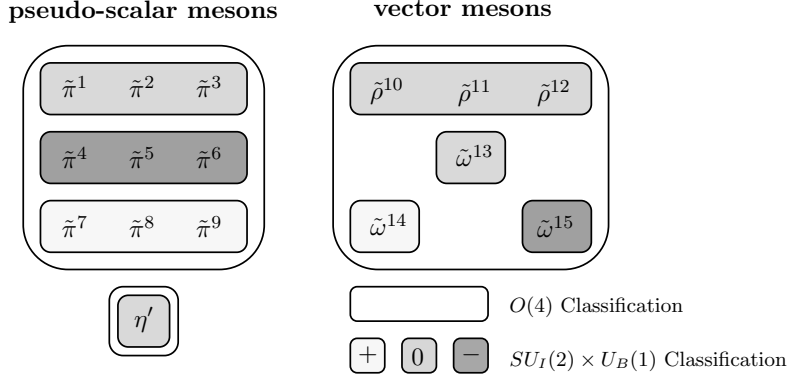 pseudo-scalar mesons
π̃¹ π̃² π̃³
π̃⁴ π̃⁵ π̃⁶
π̃⁷ π̃⁸ π̃⁹
η′
vector mesons
ρ̃¹⁰ ρ̃¹¹ ρ̃¹²
ω̃¹³
ω̃¹⁴ ω̃¹⁵
O(4) Classification
+ 0 − SU_I(2) × U_B(1) Classification